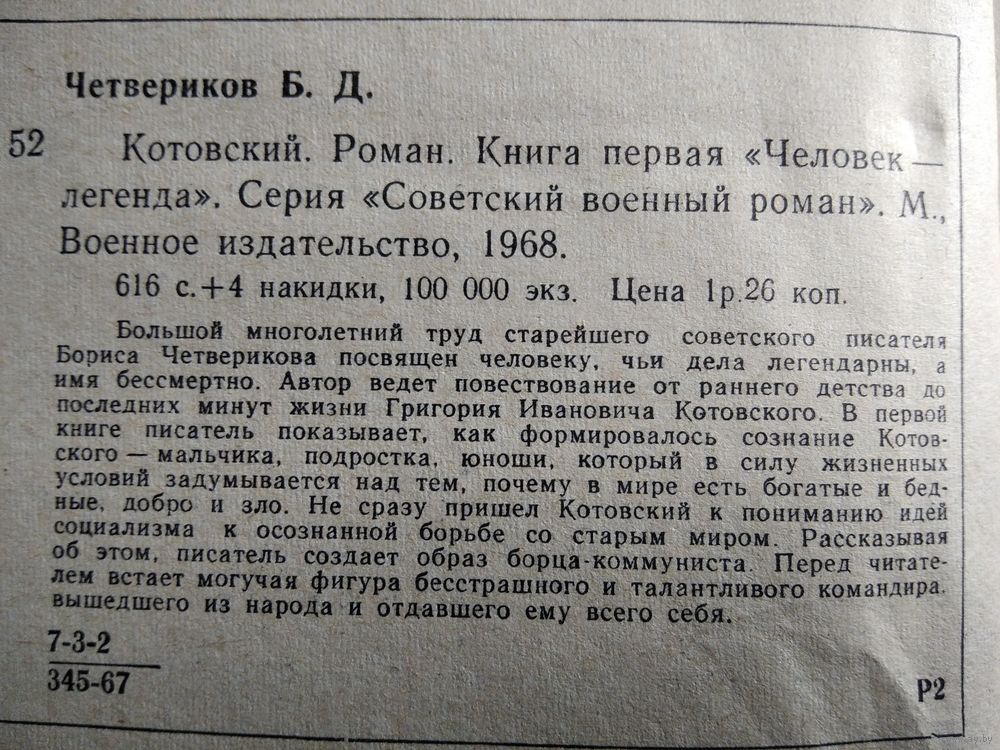 Четвериков Б. Д.
52 Котовский. Роман. Книга первая «Человек —
легенда». Серия «Советский военный роман». М.,
Военное издательство, 1968.
616 с.+4 накидки, 100 000 экз. Цена 1р.26 коп.
Большой многолетний труд старейшего советского писателя
Бориса Четверикова посвящен человеку, чьи дела легендарны, а
имя бессмертно. Автор ведет повествование от раннего детства до
последних минут жизни Григория Ивановича Котовского. В первой
книге писатель показывает, как формировалось сознание Котов-
ского — мальчика, подростка, юноши, который в силу жизненных
условий задумывается над тем, почему в мире есть богатые и бед-
ные, добро и зло. Не сразу пришел Котовский к пониманию идей
социализма к осознанной борьбе со старым миром. Рассказывая
об этом, писатель создает образ борца-коммуниста. Перед читате-
лем встает могучая фигура бесстрашного и талантливого командира,
вышедшего из народа и отдавшего ему всего себя.
7-3-2
345-67
Р2